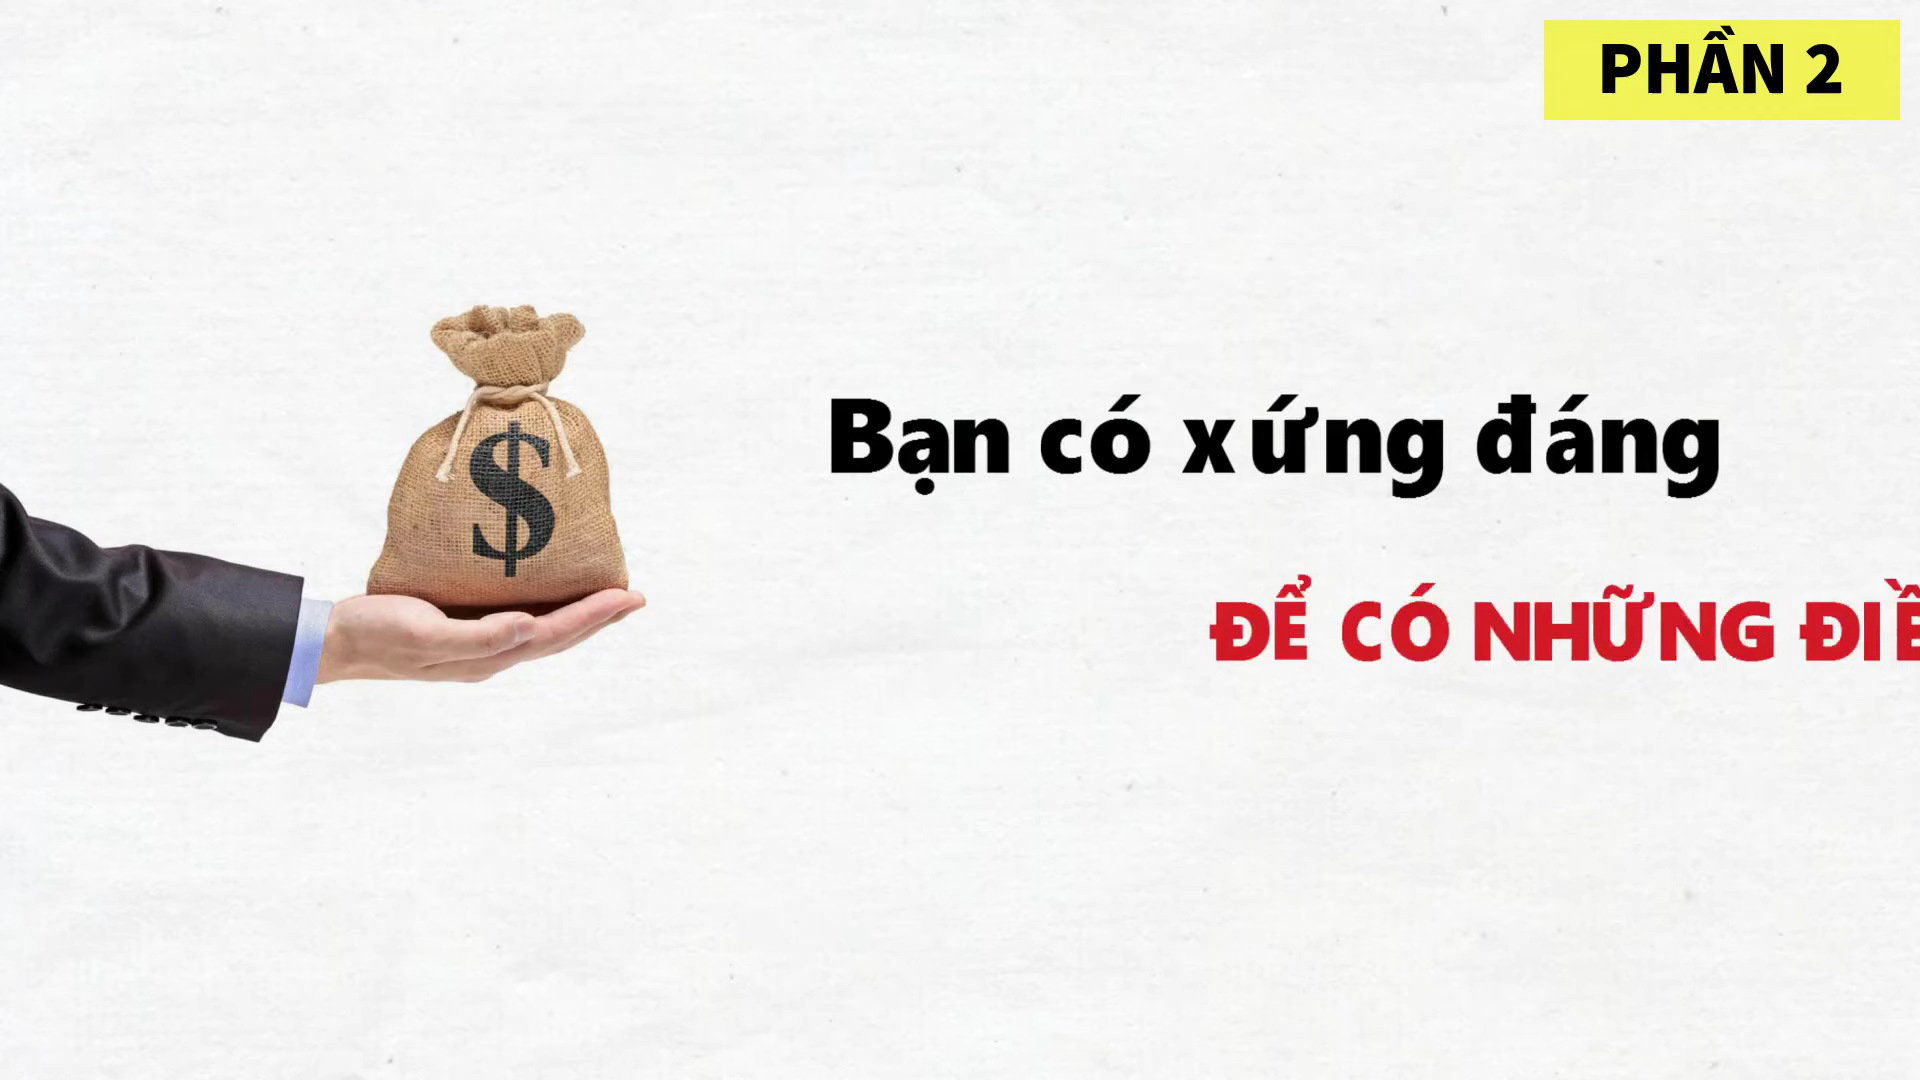 PHẦN 2
$
Bạn có xứng đáng
ĐỂ CÓ NHỮNG